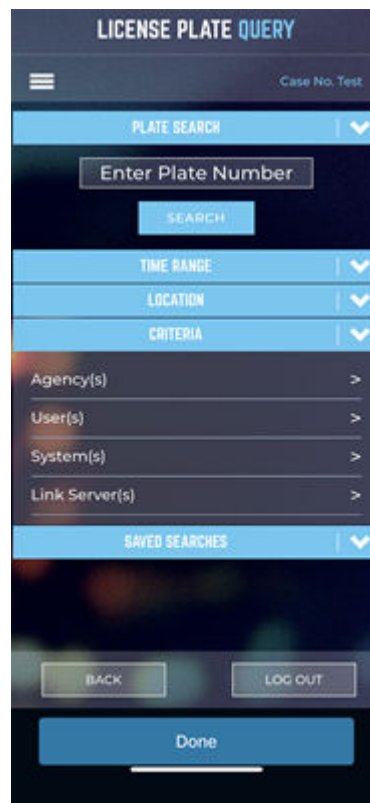 LICENSE PLATE QUERY
Case No. Test
PLATE SEARCH
Enter Plate Number
SEARCH
TIME RANGE
LOCATION
CRITERIA
Agency(s) >
User(s) >
System(s) >
Link Server(s) >
SAVED SEARCHES
BACK LOG OUT
Done